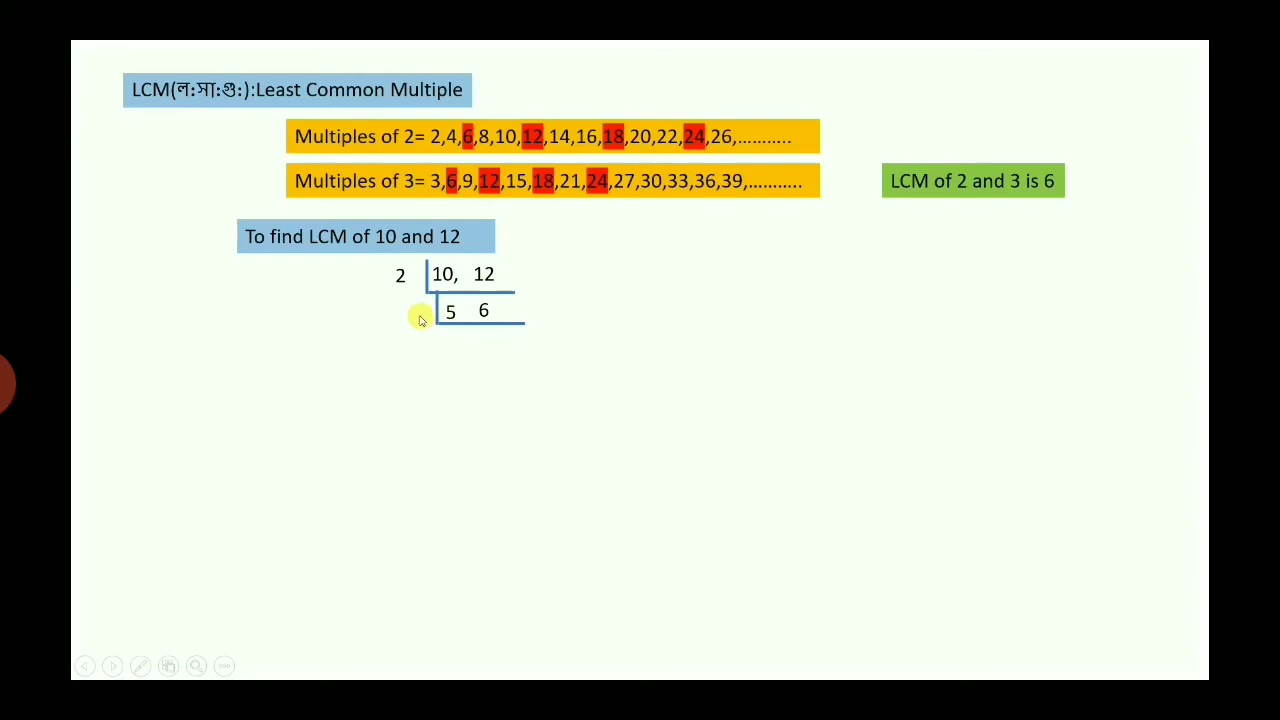 LCM(ল:সা:গু:):Least Common Multiple
Multiples of 2= 2,4,6,8,10,12,14,16,18,20,22,24,26,...........
Multiples of 3= 3,6,9,12,15,18,21,24,27,30,33,36,39,...........
LCM of 2 and 3 is 6
To find LCM of 10 and 12
2 10, 12
5 6